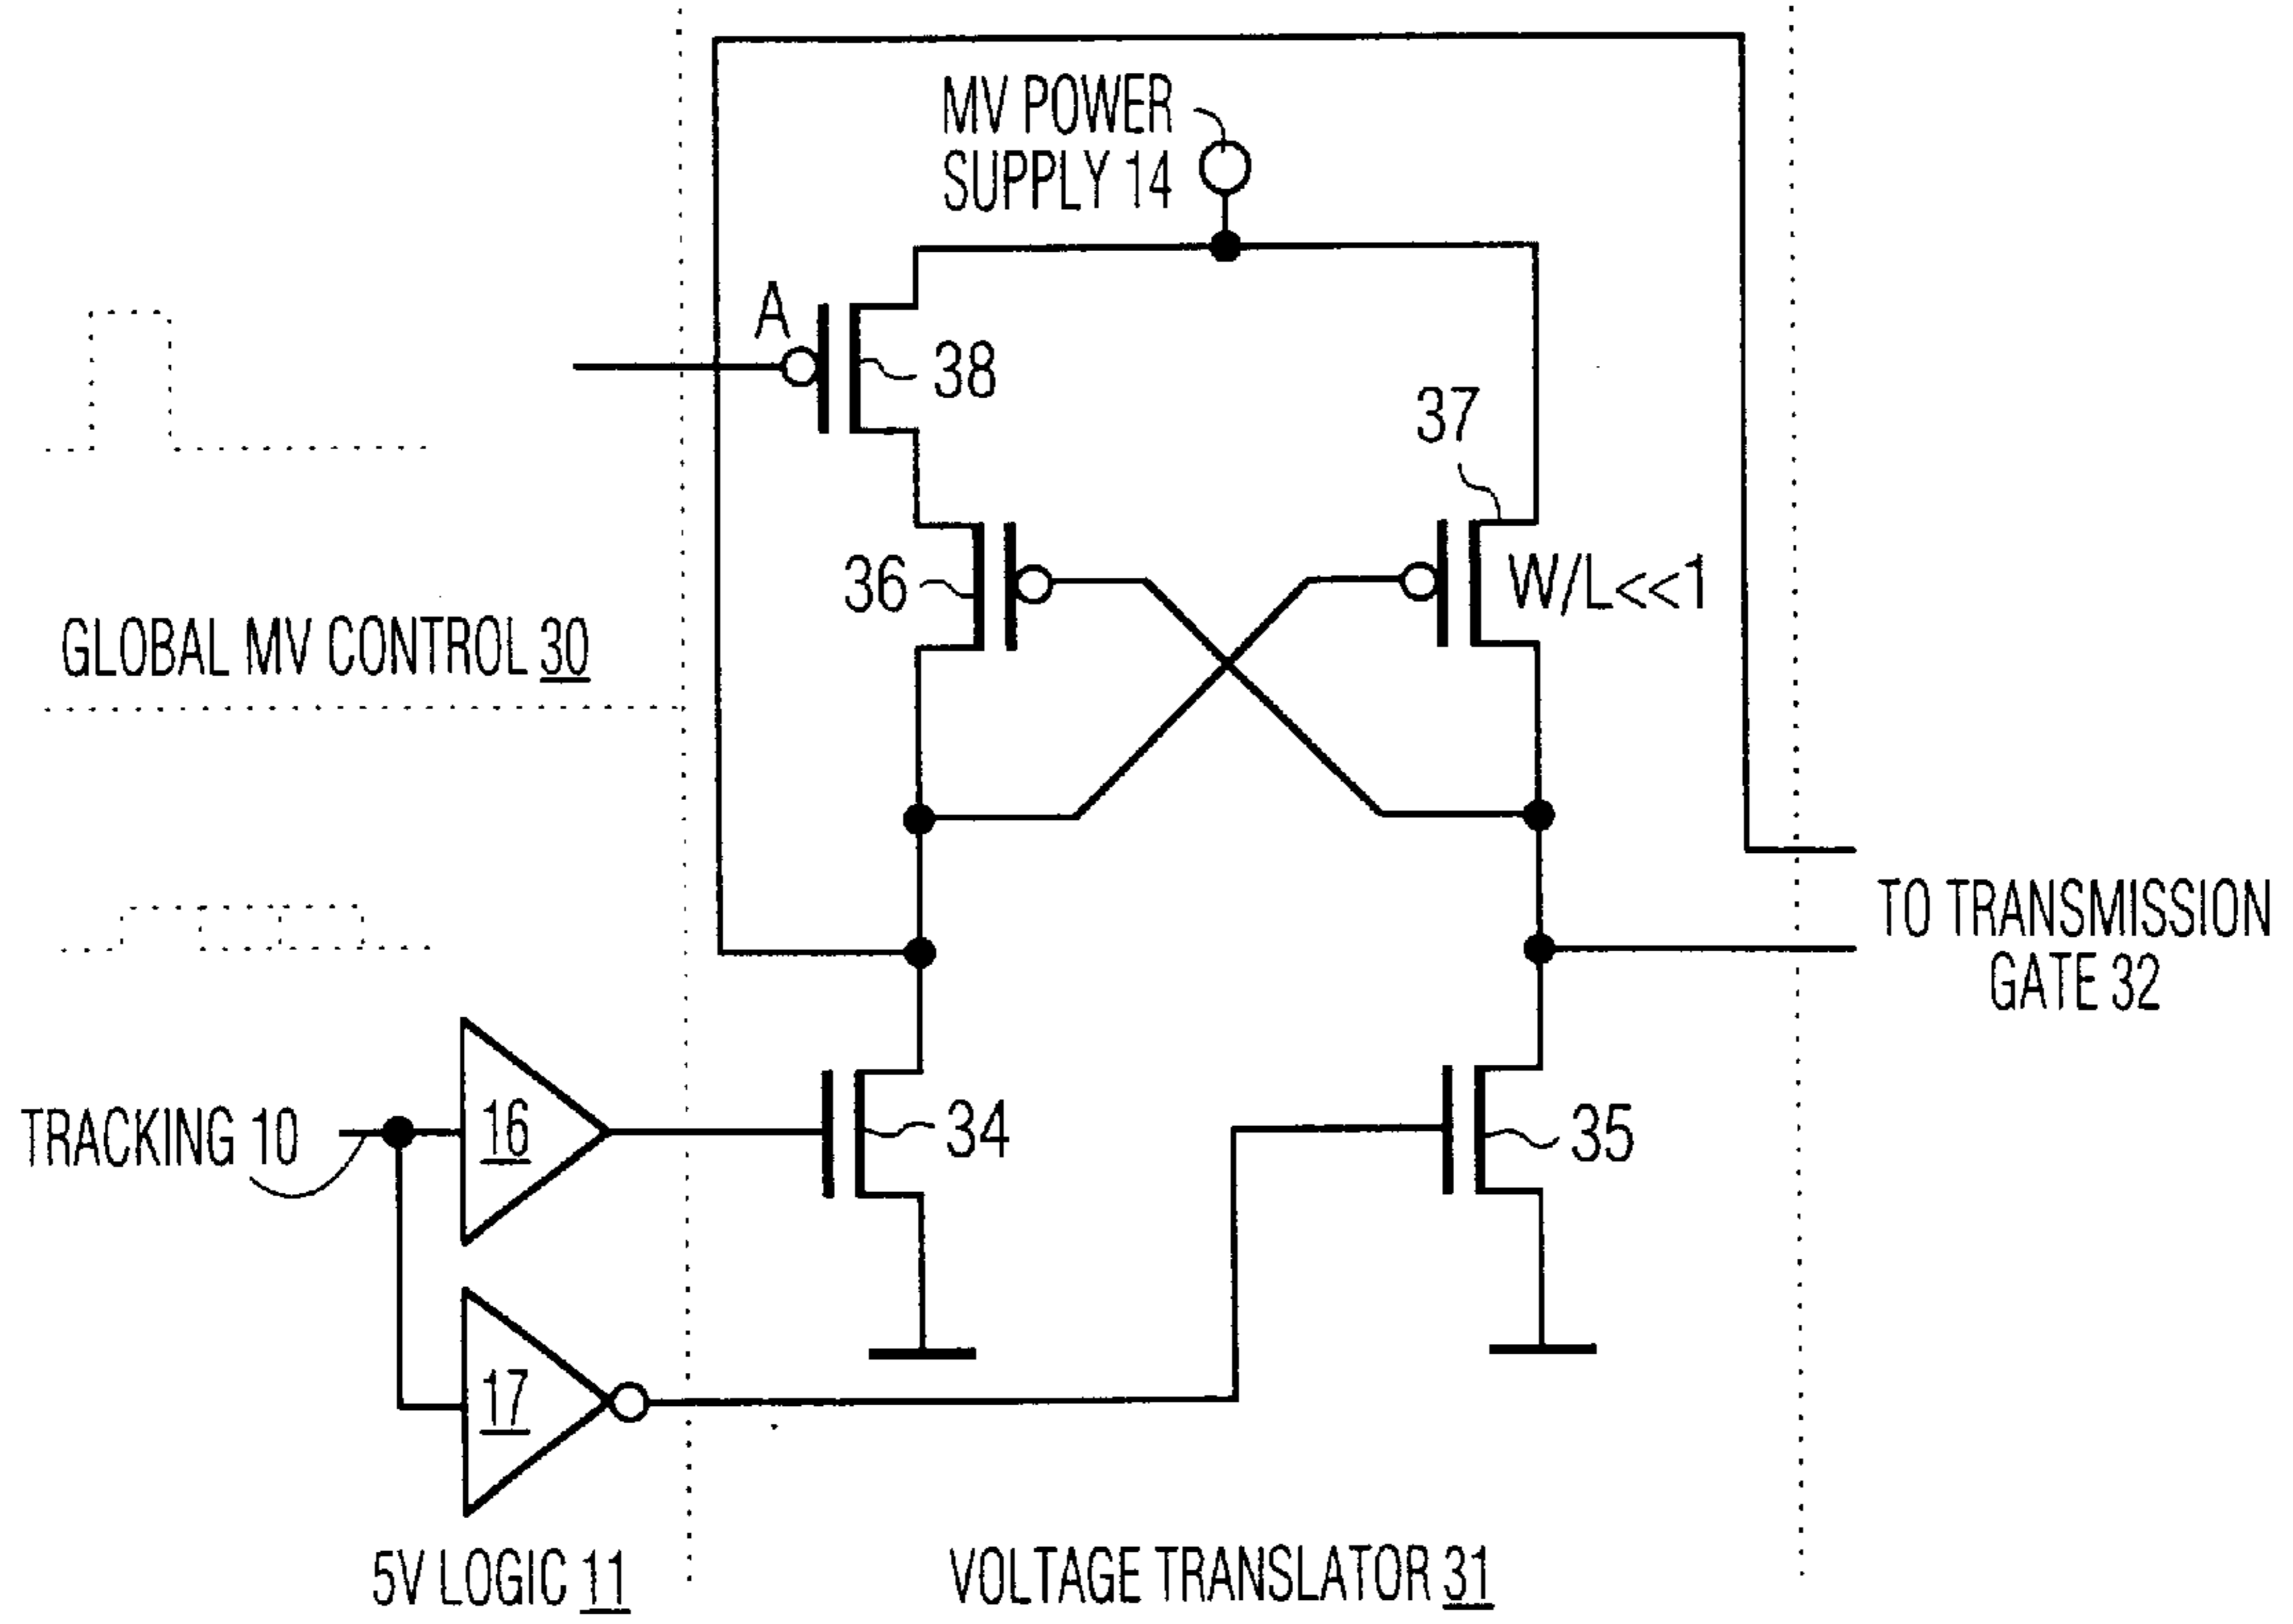 MV POWER
SUPPLY 14
A
38
37
36
W/L<<1
GLOBAL MV CONTROL 30
TO TRANSMISSION
GATE 32
TRACKING 10
16
34
35
17
5V LOGIC 11
VOLTAGE TRANSLATOR 31